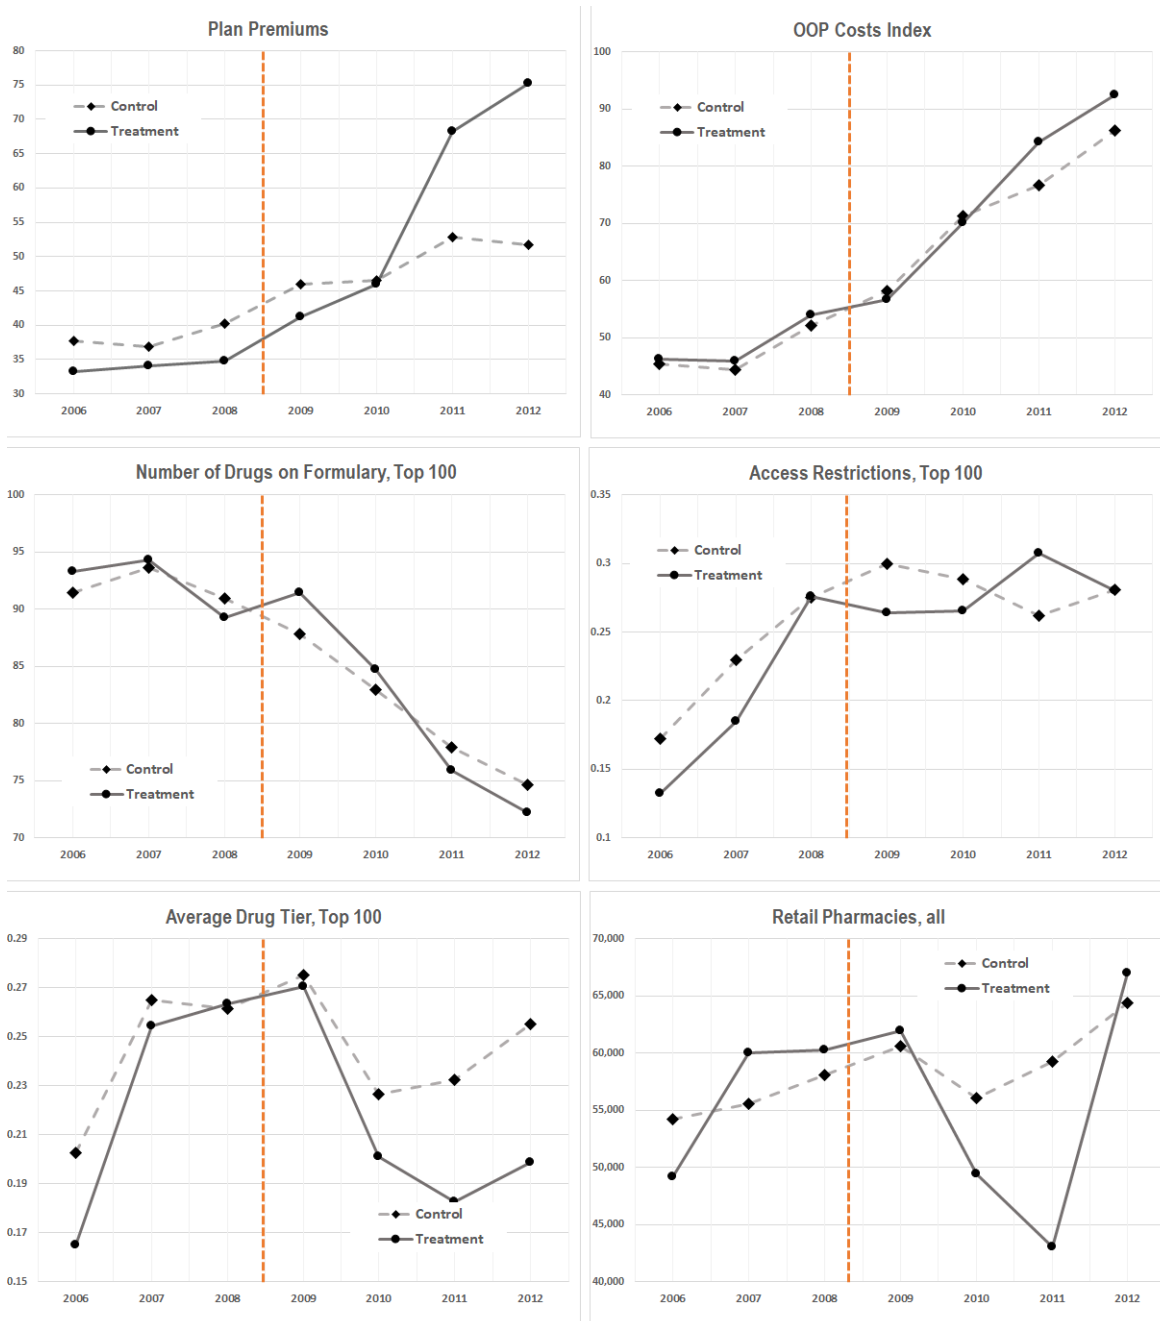 Plan Premiums
80
75
70
65
60
55
50
45
40
35
30
Control
Treatment
2006 2007 2008 2009 2010 2011 2012
OOP Costs Index
100
90
80
70
60
50
40
Control
Treatment
2006 2007 2008 2009 2010 2011 2012
Number of Drugs on Formulary, Top 100
100
95
90
85
80
75
70
Control
Treatment
2006 2007 2008 2009 2010 2011 2012
Access Restrictions, Top 100
0.35
0.3
0.25
0.2
0.15
0.1
Control
Treatment
2006 2007 2008 2009 2010 2011 2012
Average Drug Tier, Top 100
0.29
0.27
0.25
0.23
0.21
0.19
0.17
0.15
Control
Treatment
2006 2007 2008 2009 2010 2011 2012
Retail Pharmacies, all
70,000
65,000
60,000
55,000
50,000
45,000
40,000
Control
Treatment
2006 2007 2008 2009 2010 2011 2012